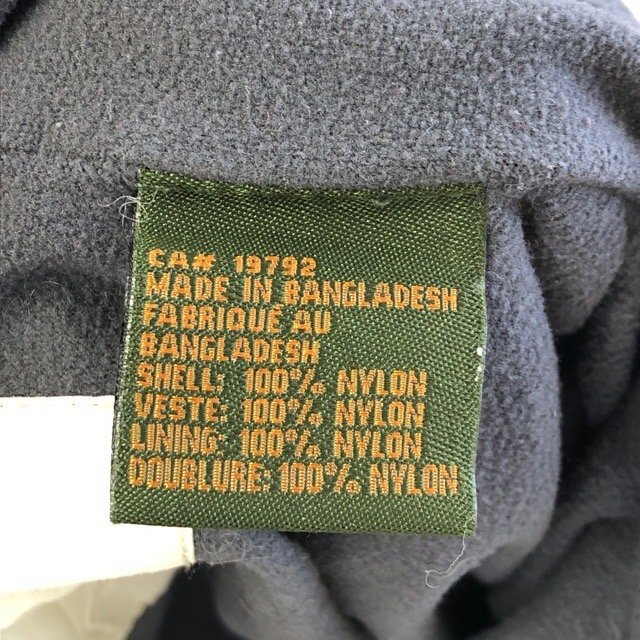 CA# 19792
MADE IN BANGLADESH
FABRIQUE AU
BANGLADESH
SHELL: 100% NYLON
VESTE: 100% NYLON
LINING: 100% NYLON
DOUBLURE: 100% NYLON